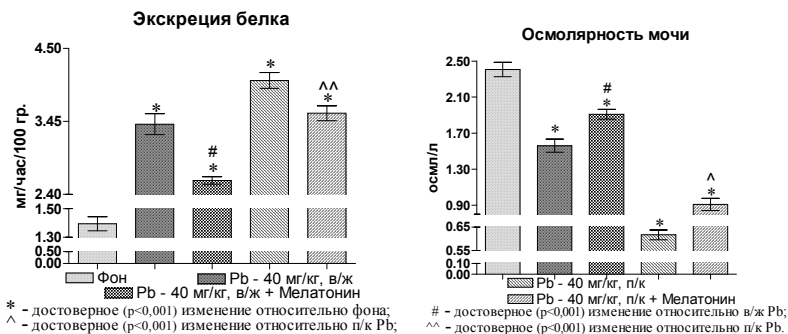 Экскреция белка
4.50
3.45
2.40
1.50
1.30
0.50
0.00
мг/час/100 гр.
*
#
*
*
^^
*
Осмолярность мочи
2.50
2.10
1.70
1.30
0.90
0.65
0.55
0.10
0.00
осмп/л
*
#
*
*
^
*
Фон
Pb - 40 мг/кг, в/ж
Pb - 40 мг/кг, в/ж + Мелатонин
Pb - 40 мг/кг, п/к
Pb - 40 мг/кг, п/к + Мелатонин
* - достоверное (p<0,001) изменение относительно фона;
^ - достоверное (p<0,001) изменение относительно п/к Pb;
# - достоверное (p<0,001) изменение относительно в/ж Pb;
^^ - достоверное (p<0,001) изменение относительно п/к Pb.